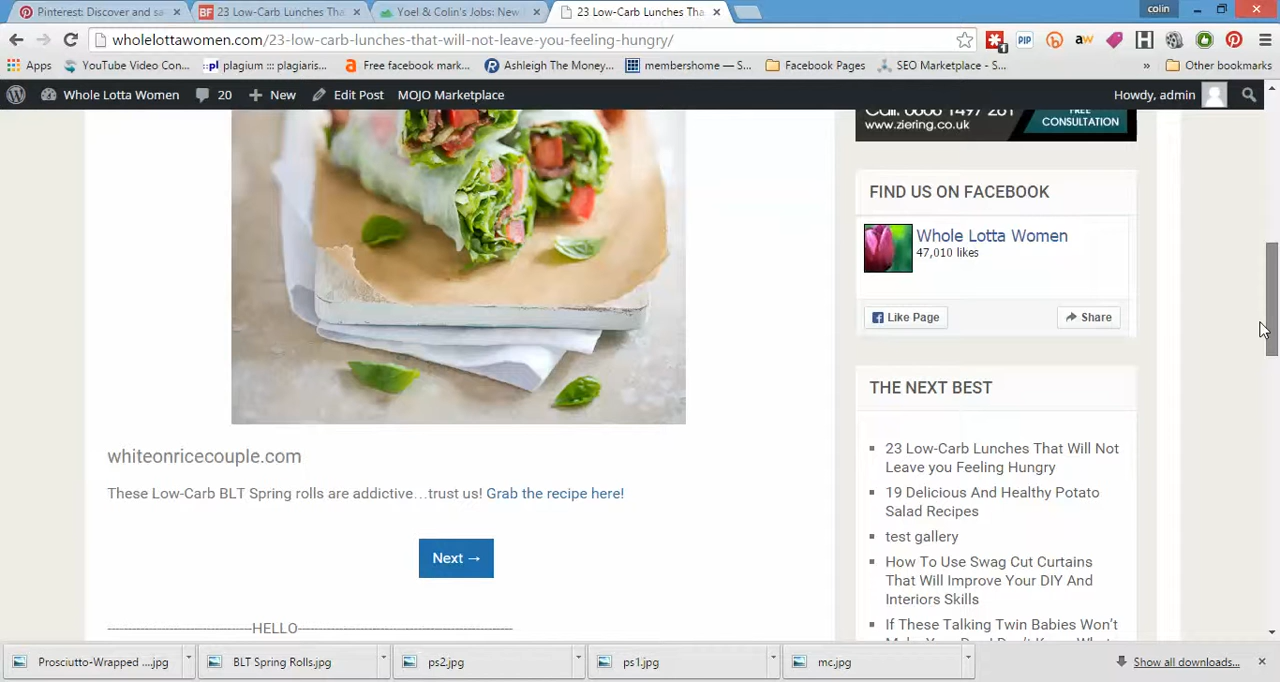 colin
Pinterest: Discover and sa
23 Low-Carb Lunches Tha
Yoel & Colin's Jobs: New
23 Low-Carb Lunches Tha
wholelottawomen.com/23-low-carb-lunches-that-will-not-leave-you-feeling-hungry/
1
PIP
aw
H
Apps
YouTube Video Con...
pl
plagium ::: plagiaris...
a
Free facebook mark...
R
Ashleigh The Money...
membershome — S...
Facebook Pages
SEO Marketplace - S...
»
Other bookmarks
Whole Lotta Women
20
New
Edit Post
MOJO Marketplace
Howdy, admin
www.ziering.co.uk
FREE
CONSULTATION
FIND US ON FACEBOOK
Whole Lotta Women
47,010 likes
Like Page
Share
THE NEXT BEST
23 Low-Carb Lunches That Will Not
Leave you Feeling Hungry
19 Delicious And Healthy Potato
Salad Recipes
test gallery
How To Use Swag Cut Curtains
That Will Improve Your DIY And
Interiors Skills
If These Talking Twin Babies Won't
whiteonricecouple.com
These Low-Carb BLT Spring rolls are addictive…trust us! Grab the recipe here!
Next →
HELLO
Prosciutto-Wrapped ....jpg
BLT Spring Rolls.jpg
ps2.jpg
ps1.jpg
mc.jpg
Show all downloads...